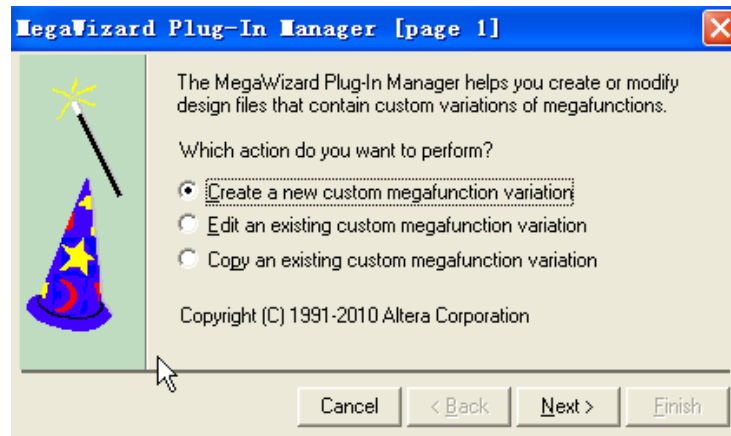 MegaWizard Plug-In Manager [page 1]
The MegaWizard Plug-In Manager helps you create or modify
design files that contain custom variations of megafunctions.
Which action do you want to perform?
Create a new custom megafunction variation
Edit an existing custom megafunction variation
Copy an existing custom megafunction variation
Copyright (C) 1991-2010 Altera Corporation
Cancel < Back Next > Finish